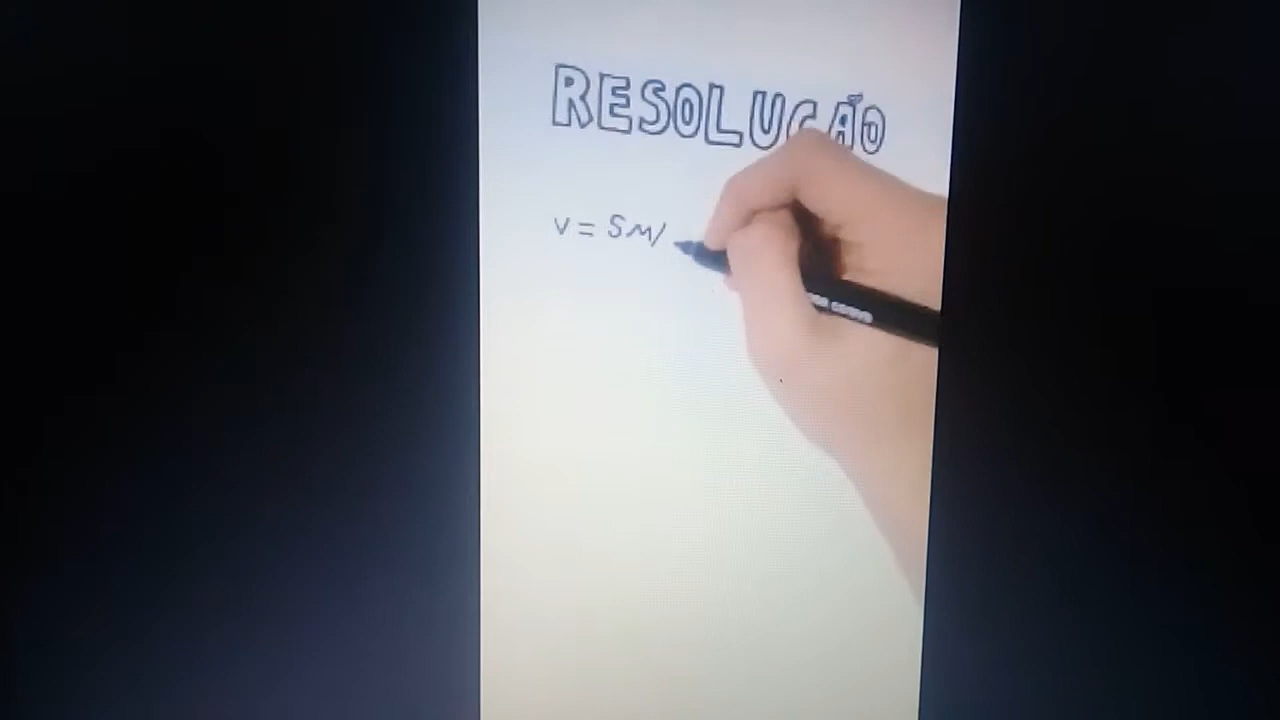 RESOLUÇÃO
V = 5M/